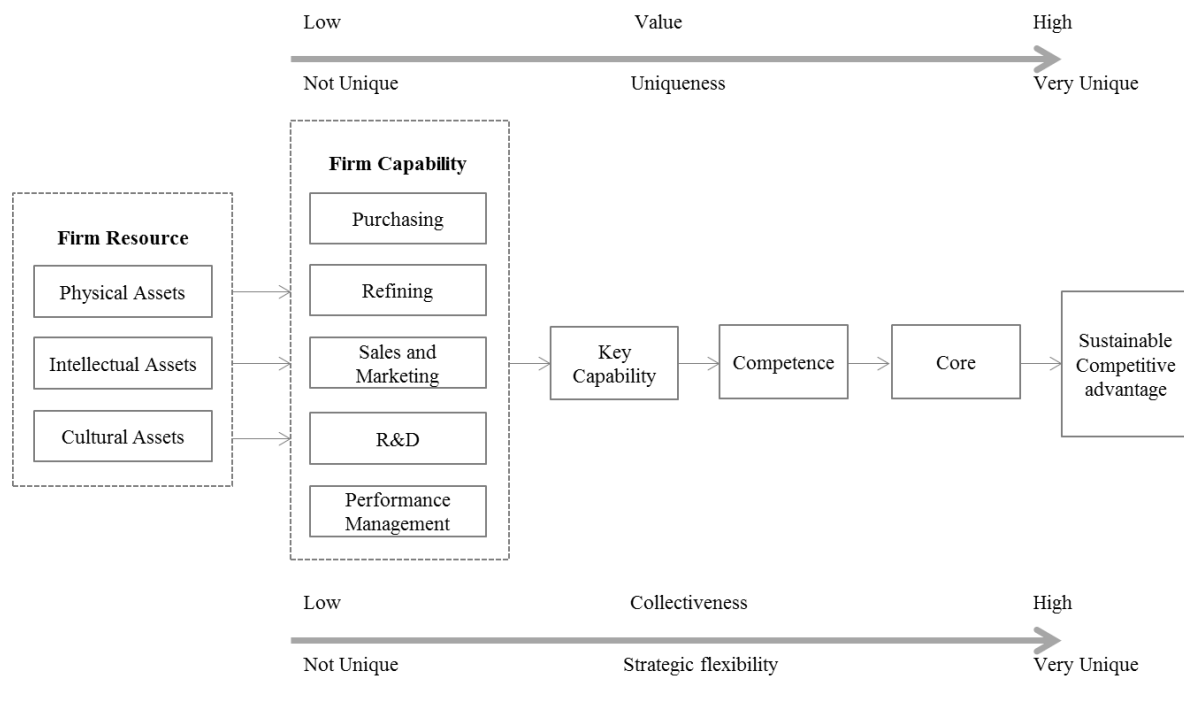 Low Value High
Not Unique Uniqueness Very Unique
Firm Resource
Physical Assets
Intellectual Assets
Cultural Assets
Firm Capability
Purchasing
Refining
Sales and
Marketing
R&D
Performance
Management
Key
Capability
Competence
Core
Sustainable
Competitive
advantage
Low Collectiveness High
Not Unique Strategic flexibility Very Unique